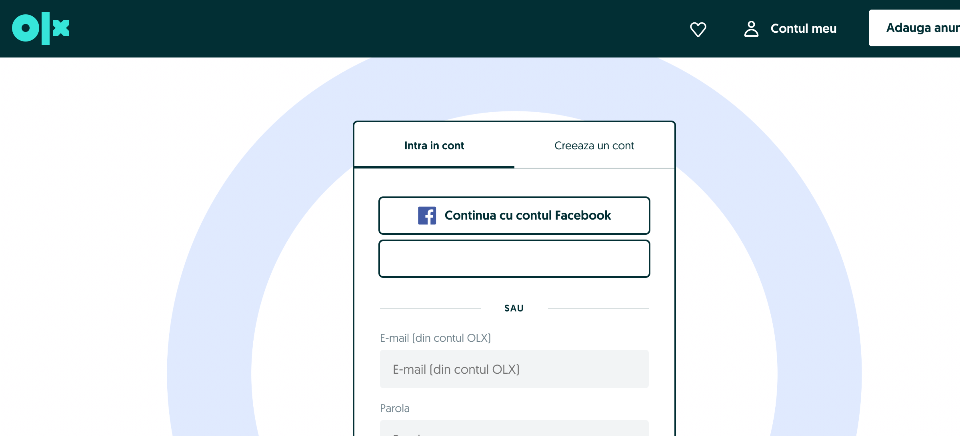 olx
Contul meu
Adauga anun
Intra in cont
Creeaza un cont
Continua cu contul Facebook
SAU
E-mail (din contul OLX)
E-mail (din contul OLX)
Parola